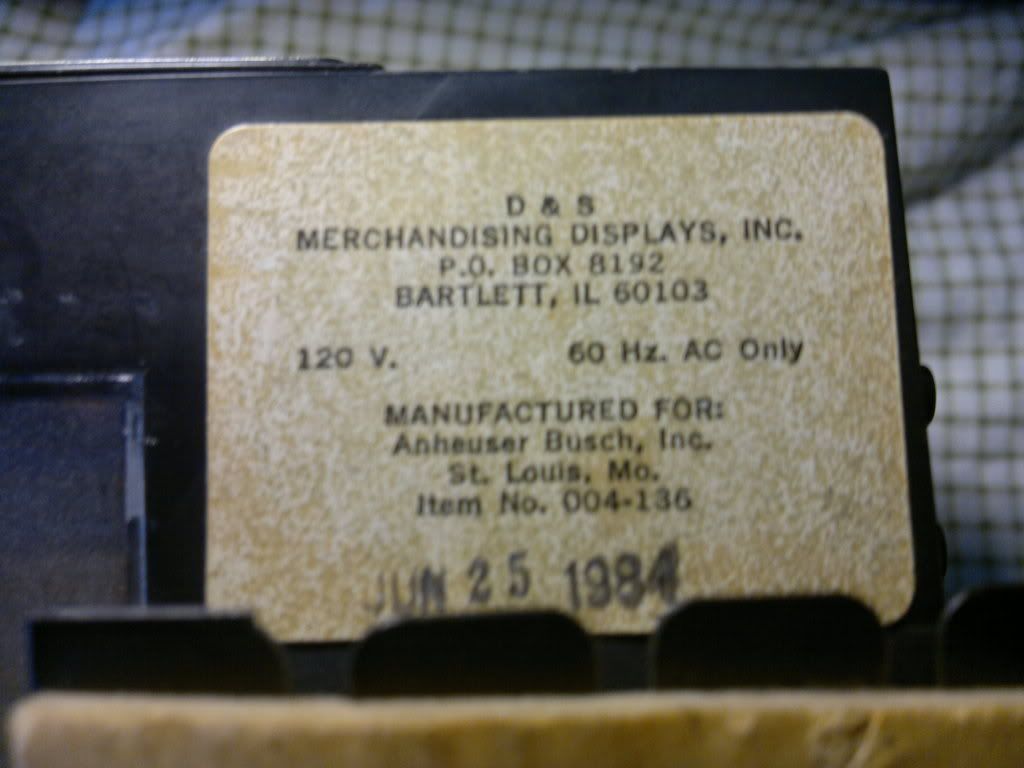 D & S
MERCHANDISING DISPLAYS, INC.
P.O. BOX 8192
BARTLETT, IL 60103
120 V. 60 Hz. AC Only
MANUFACTURED FOR:
Anheuser Busch, Inc.
St. Louis, Mo.
Item No. 004-136
JUN 25 1984